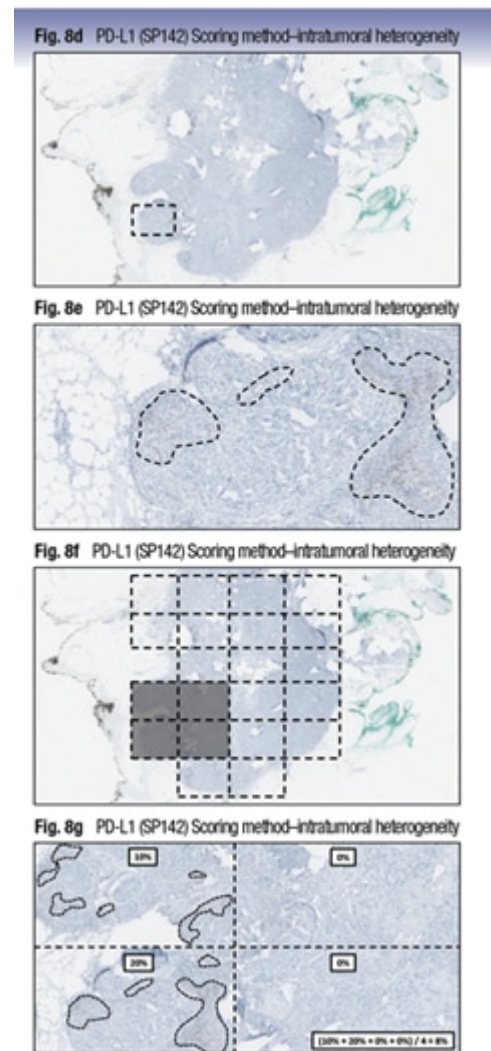 Fig. 8d PD-L1 (SP142) Scoring method–intratumoral heterogeneity
Fig. 8e PD-L1 (SP142) Scoring method–intratumoral heterogeneity
Fig. 8f PD-L1 (SP142) Scoring method–intratumoral heterogeneity
Fig. 8g PD-L1 (SP142) Scoring method–intratumoral heterogeneity
10% 0%
20% 0%
(10% + 20% + 0% + 0%) / 4 = 8%